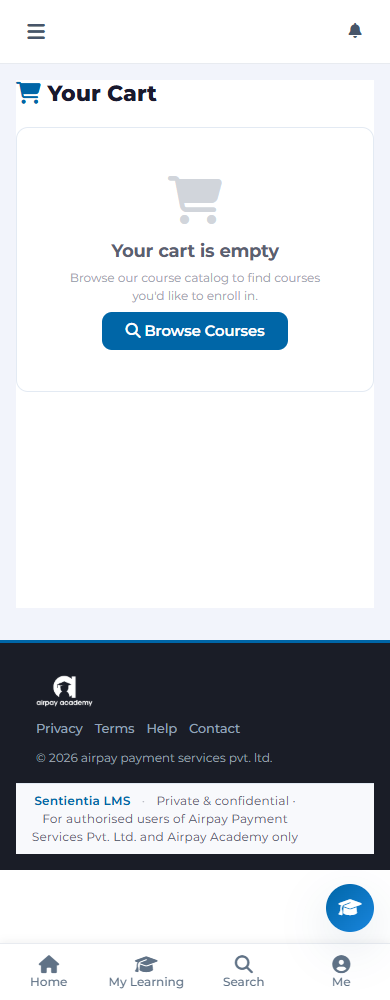 Your Cart
Your cart is empty
Browse our course catalog to find courses
you'd like to enroll in.
Browse Courses
airpay academy
Privacy Terms Help Contact
© 2026 airpay payment services pvt. ltd.
Sentientia LMS · Private & confidential ·
For authorised users of Airpay Payment
Services Pvt. Ltd. and Airpay Academy only
Home My Learning Search Me